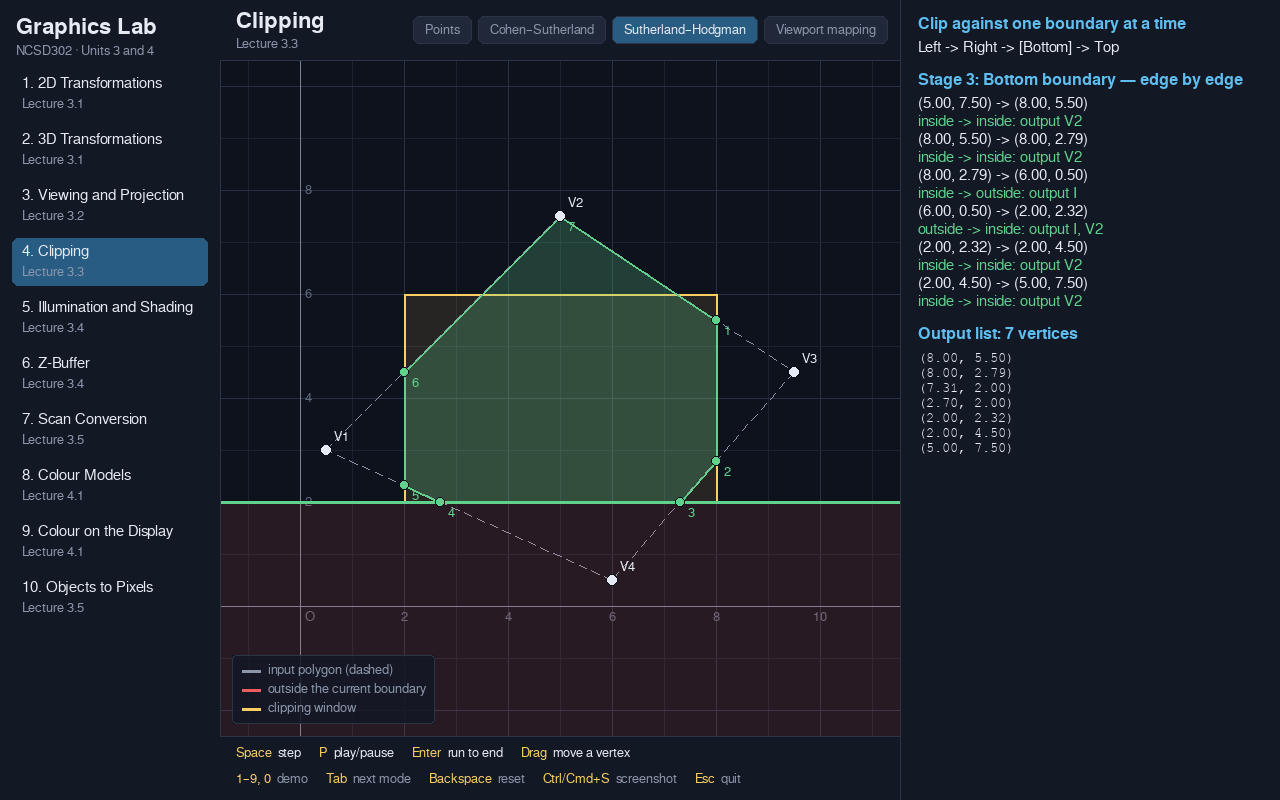 Graphics Lab
NCSD302 · Units 3 and 4
1. 2D Transformations
Lecture 3.1
2. 3D Transformations
Lecture 3.1
3. Viewing and Projection
Lecture 3.2
4. Clipping
Lecture 3.3
5. Illumination and Shading
Lecture 3.4
6. Z-Buffer
Lecture 3.4
7. Scan Conversion
Lecture 3.5
8. Colour Models
Lecture 4.1
9. Colour on the Display
Lecture 4.1
10. Objects to Pixels
Lecture 3.5
Clipping
Lecture 3.3
Points
Cohen–Sutherland
Sutherland–Hodgman
Viewport mapping
8
V2
7
6
1
V3
6
4
V1
2
5
2
4
3
V4
O
2
4
6
8
10
input polygon (dashed)
outside the current boundary
clipping window
Space step P play/pause Enter run to end Drag move a vertex
1–9, 0 demo Tab next mode Backspace reset Ctrl/Cmd+S screenshot Esc quit
Clip against one boundary at a time
Left -> Right -> [Bottom] -> Top
Stage 3: Bottom boundary — edge by edge
(5.00, 7.50) -> (8.00, 5.50)
inside -> inside: output V2
(8.00, 5.50) -> (8.00, 2.79)
inside -> inside: output V2
(8.00, 2.79) -> (6.00, 0.50)
inside -> outside: output I
(6.00, 0.50) -> (2.00, 2.32)
outside -> inside: output I, V2
(2.00, 2.32) -> (2.00, 4.50)
inside -> inside: output V2
(2.00, 4.50) -> (5.00, 7.50)
inside -> inside: output V2
Output list: 7 vertices
(8.00, 5.50)
(8.00, 2.79)
(7.31, 2.00)
(2.70, 2.00)
(2.00, 2.32)
(2.00, 4.50)
(5.00, 7.50)